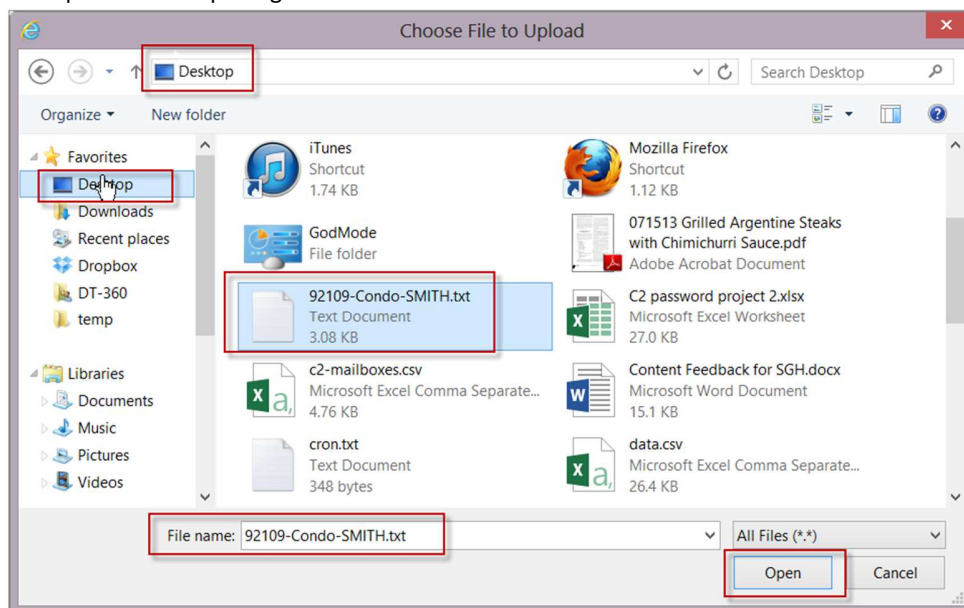 Choose File to Upload
Desktop
Search Desktop
Organize
New folder
Favorites
Desktop
Downloads
Recent places
Dropbox
DT-360
temp
Libraries
Documents
Music
Pictures
Videos
iTunes
Shortcut
1.74 KB
Mozilla Firefox
Shortcut
1.12 KB
GodMode
File folder
071513 Grilled Argentine Steaks
with Chimichurri Sauce.pdf
Adobe Acrobat Document
92109-Condo-SMITH.txt
Text Document
3.08 KB
C2 password project 2.xlsx
Microsoft Excel Worksheet
27.0 KB
c2-mailboxes.csv
Microsoft Excel Comma Separate...
4.76 KB
Content Feedback for SGH.docx
Microsoft Word Document
15.1 KB
cron.txt
Text Document
348 bytes
data.csv
Microsoft Excel Comma Separate...
26.4 KB
File name: 92109-Condo-SMITH.txt
All Files (*.*)
Open
Cancel